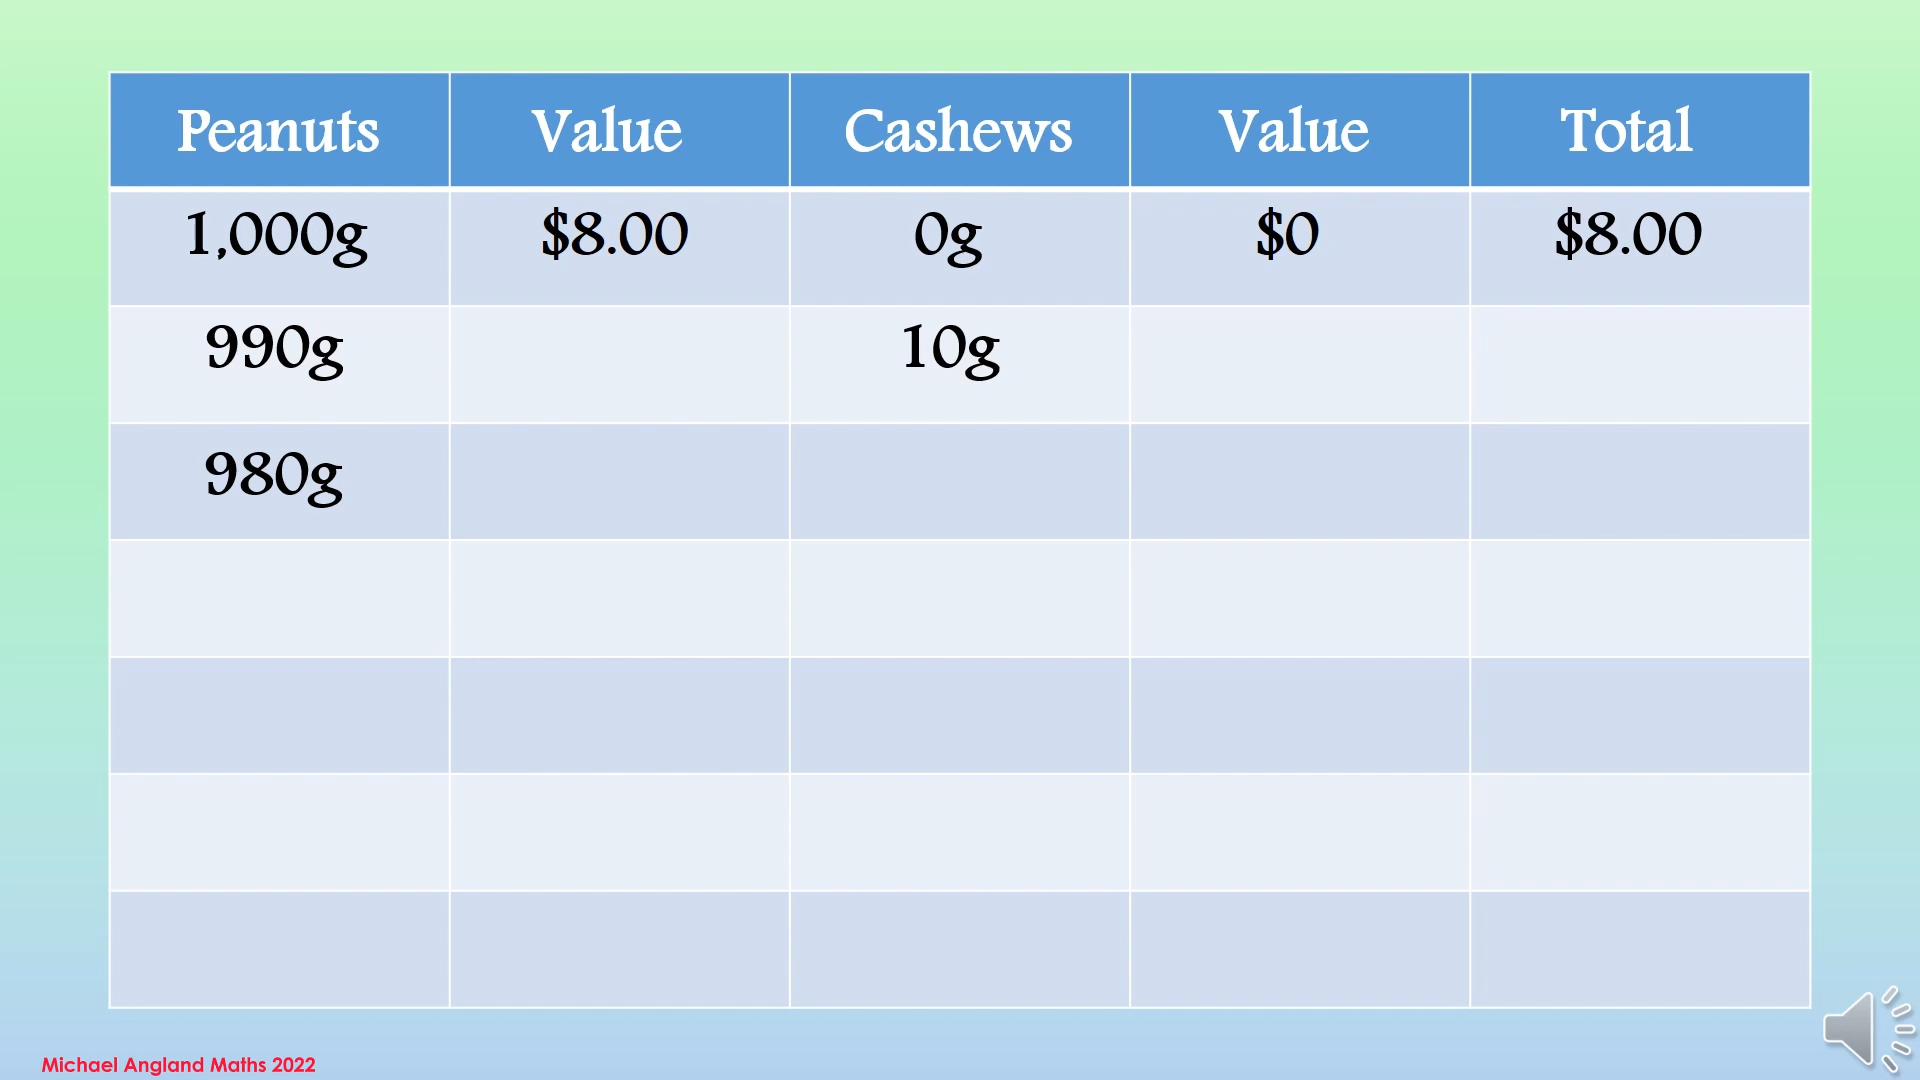 Peanuts Value Cashews Value Total
1,000g $8.00 0g $0 $8.00
990g 10g
980g
Michael Angland Maths 2022